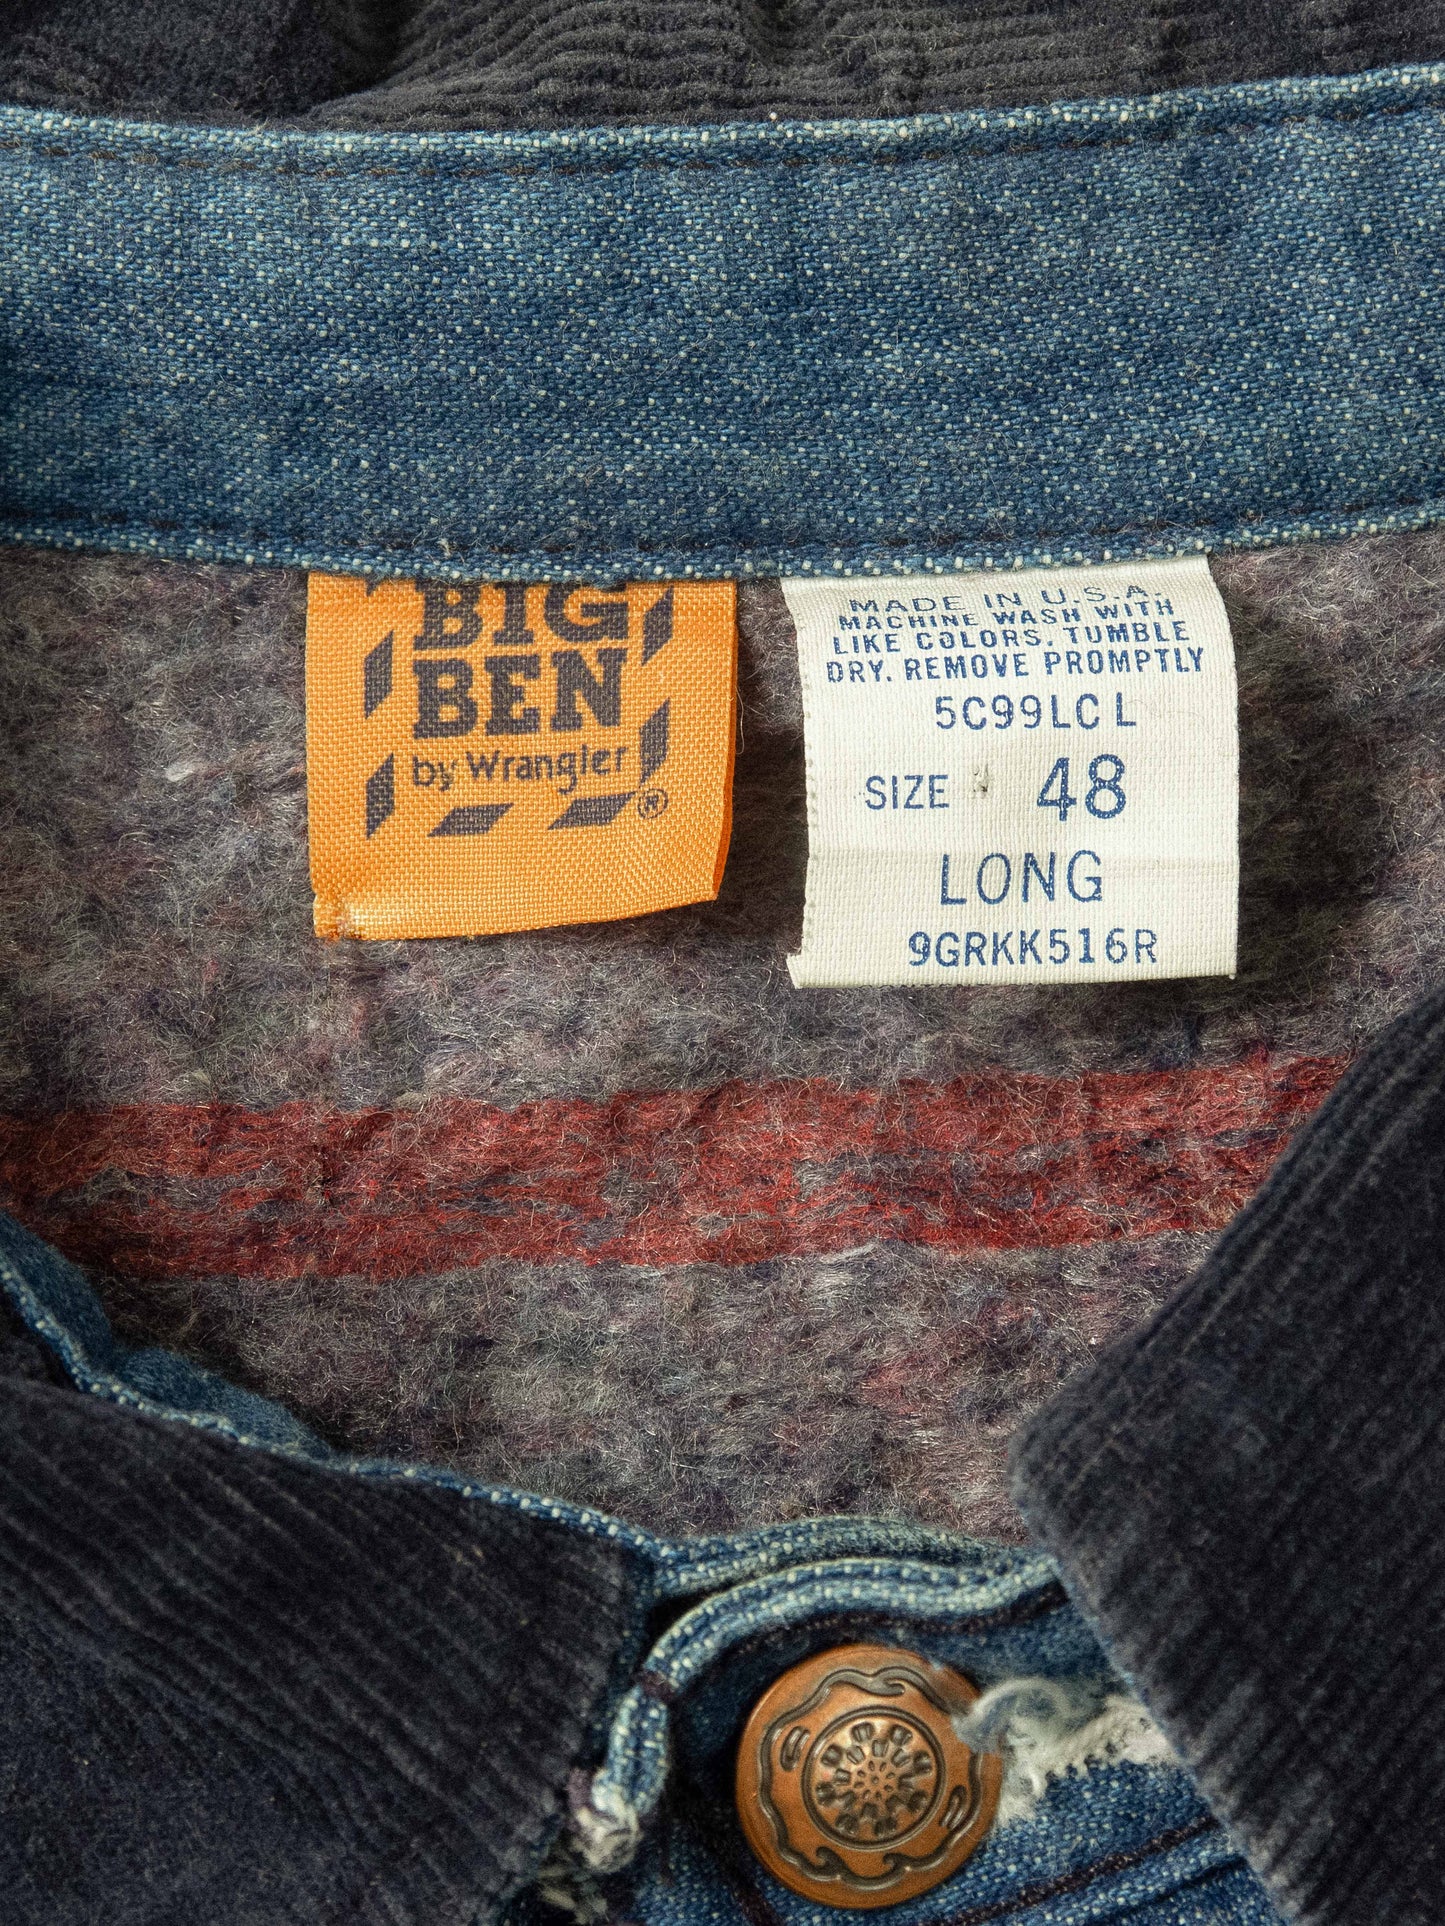 BIG
BEN
by Wrangler
®
MADE IN U.S.A.
MACHINE WASH WITH
LIKE COLORS. TUMBLE
DRY. REMOVE PROMPTLY
5C99LC L
SIZE 48
LONG
9GRKK516R